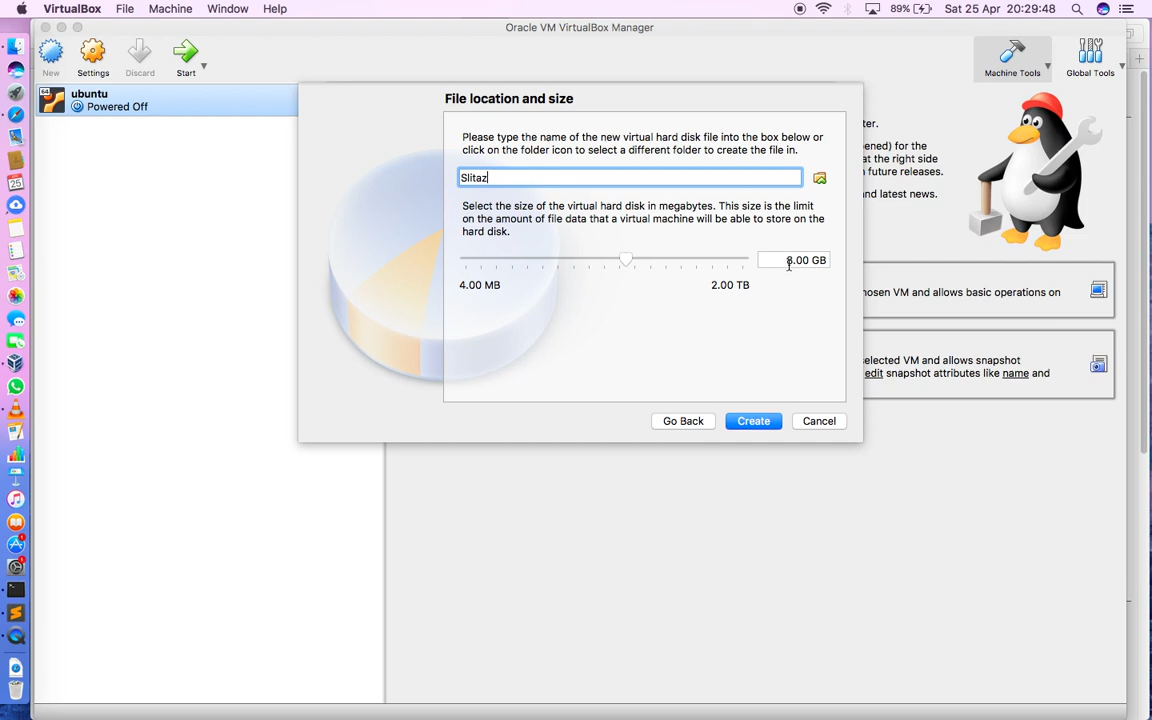 VirtualBox File Machine Window Help 89% Sat 25 Apr 20:29:48
Oracle VM VirtualBox Manager
New Settings Discard Start Machine Tools Global Tools
64 ubuntu
Powered Off
File location and size
Please type the name of the new virtual hard disk file into the box below or
click on the folder icon to select a different folder to create the file in.
Slitaz
Select the size of the virtual hard disk in megabytes. This size is the limit
on the amount of file data that a virtual machine will be able to store on the
hard disk.
8.00 GB
4.00 MB 2.00 TB
Go Back Create Cancel
ter.
ened) for the
at the right side
future releases.
nd latest news.
hosen VM and allows basic operations on
selected VM and allows snapshot
edit snapshot attributes like name and